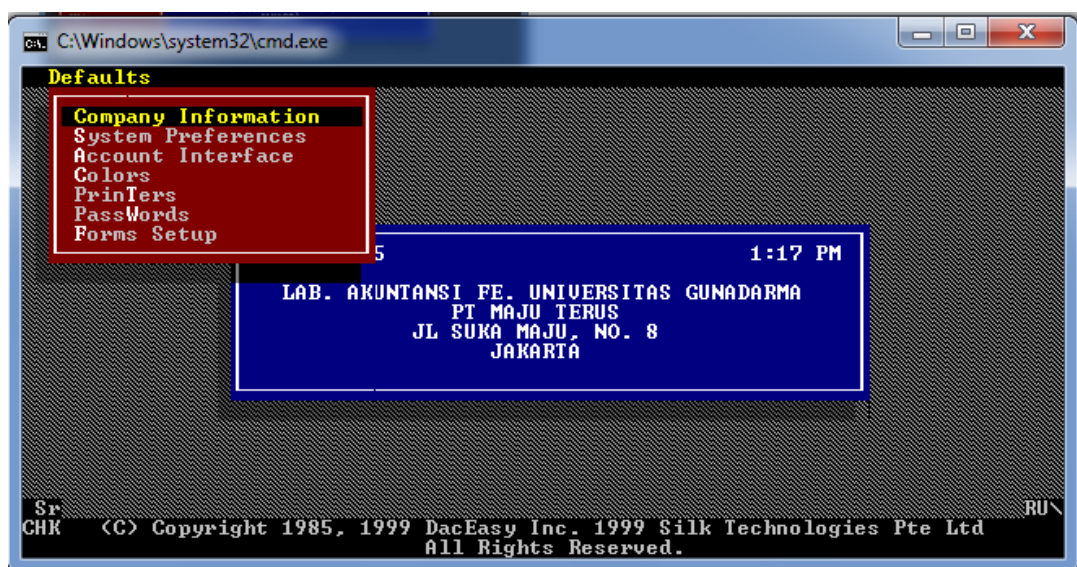 C:\Windows\system32\cmd.exe
Defaults
Company Information
System Preferences
Account Interface
Colors
PrinTers
PassWords
Forms Setup
5 1:17 PM
LAB. AKUNTANSI FE. UNIVERSITAS GUNADARMA
PT MAJU TERUS
JL SUKA MAJU, NO. 8
JAKARTA
Sr RU\
CHK (C) Copyright 1985, 1999 DacEasy Inc. 1999 Silk Technologies Pte Ltd
All Rights Reserved.